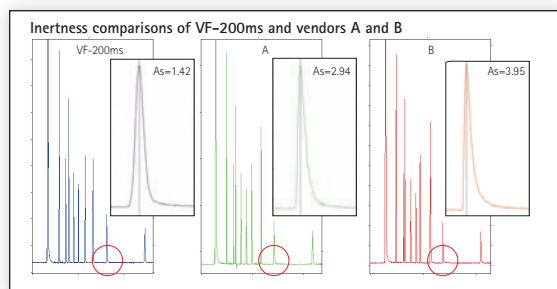 Inertness comparisons of VF-200ms and vendors A and B
VF-200ms
A
B
As=1.42
As=2.94
As=3.95